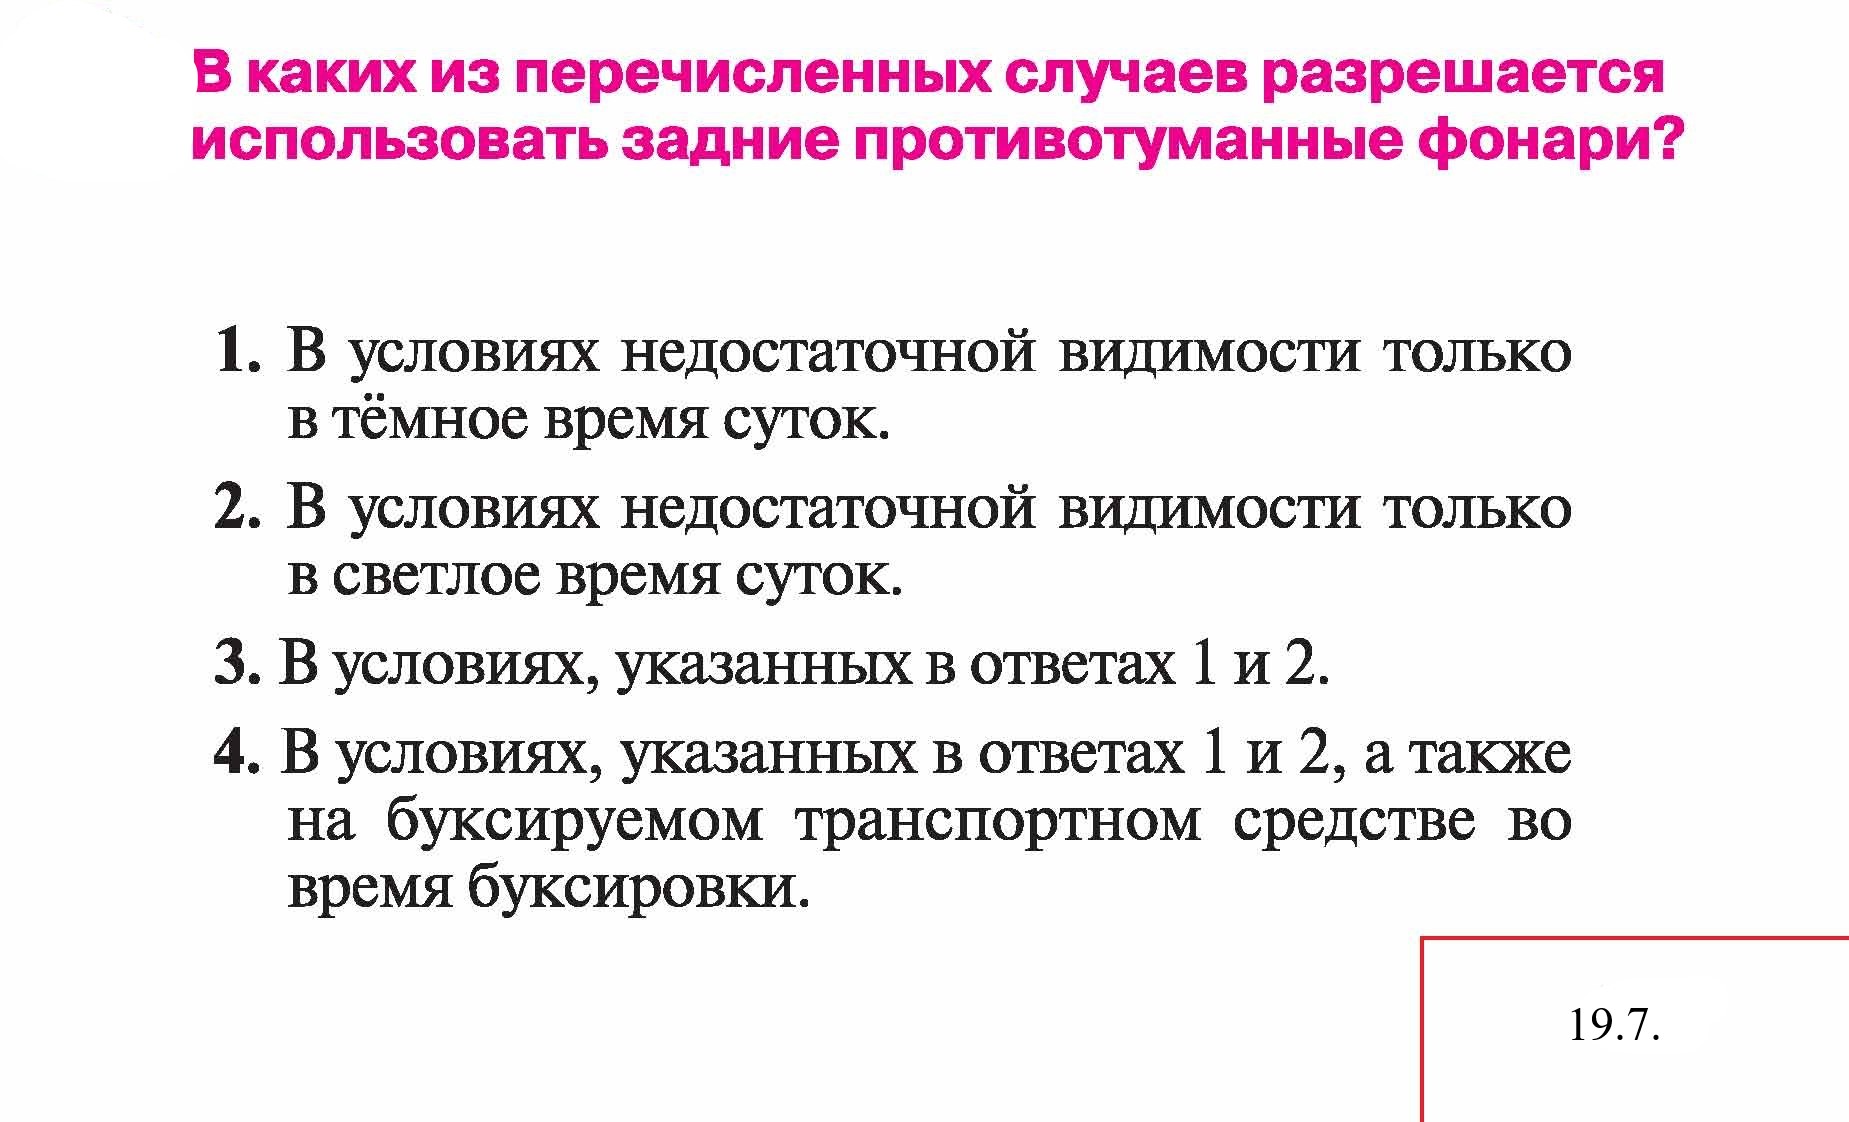 В каких из перечисленных случаев разрешается
использовать задние противотуманные фонари?
1. В условиях недостаточной видимости только
в тёмное время суток.
2. В условиях недостаточной видимости только
в светлое время суток.
3. В условиях, указанных в ответах 1 и 2.
4. В условиях, указанных в ответах 1 и 2, а также
на буксируемом транспортном средстве во
время буксировки.
19.7.